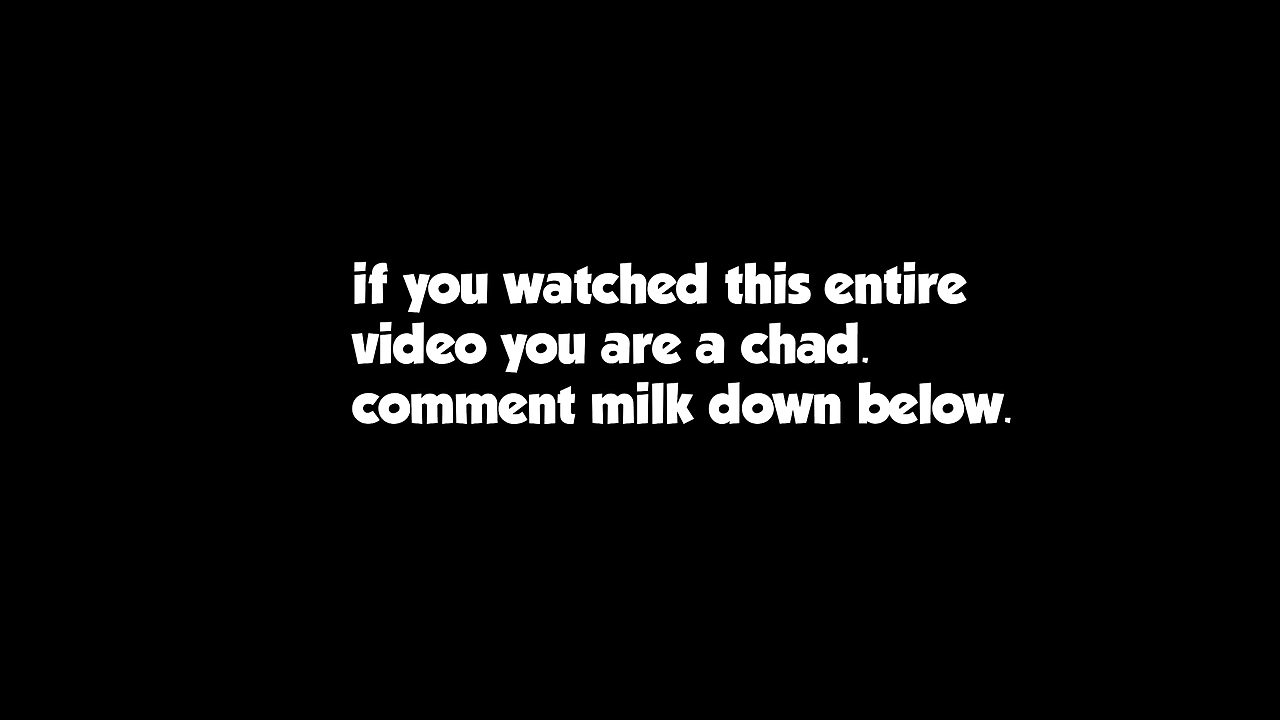 if you watched this entire
video you are a chad.
comment milk down below.